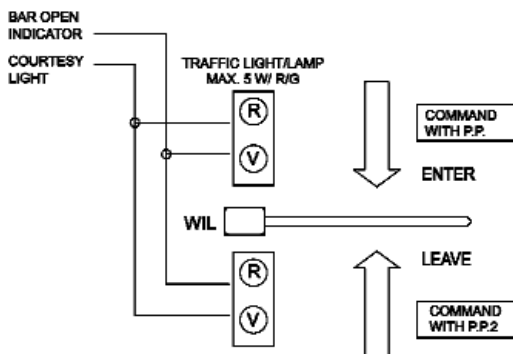 BAR OPEN
INDICATOR
COURTESY
LIGHT
TRAFFIC LIGHT/LAMP
MAX. 5 W/ R/G
R
V
COMMAND
WITH P.P.
ENTER
WIL
LEAVE
R
V
COMMAND
WITH P.P.2